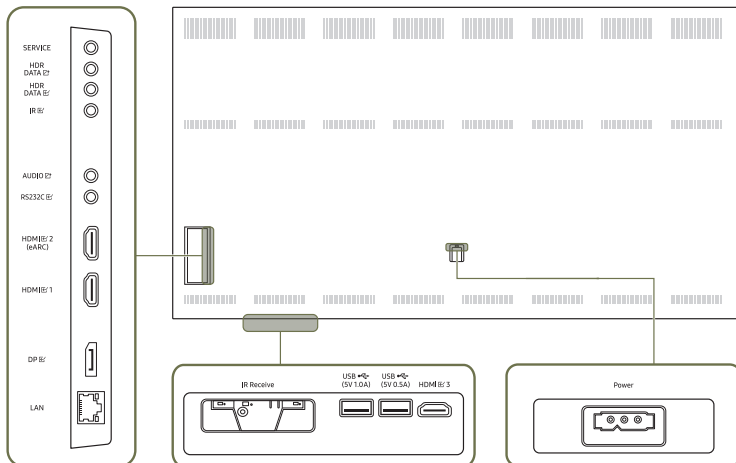 SERVICE
HDR
DATA
HDR
DATA
IR
AUDIO
RS232C
HDMI 2
(eARC)
HDMI 1
DP
LAN
IR Receive
USB
(5V 1.0A)
USB
(5V 0.5A)
HDMI 3
Power